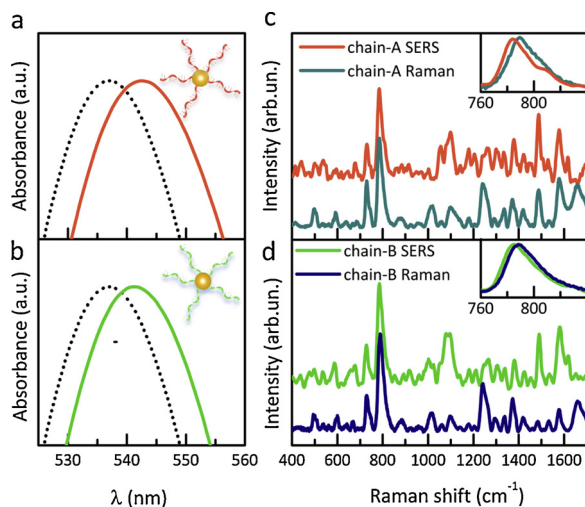 a
Absorbance (a.u.)
b
Absorbance (a.u.)
530 540 550 560
λ (nm)
c
chain-A SERS
chain-A Raman
760 800
Intensity (arb.un.)
d
chain-B SERS
chain-B Raman
760 800
Intensity (arb.un.)
400 600 800 1000 1200 1400 1600
Raman shift (cm⁻¹)